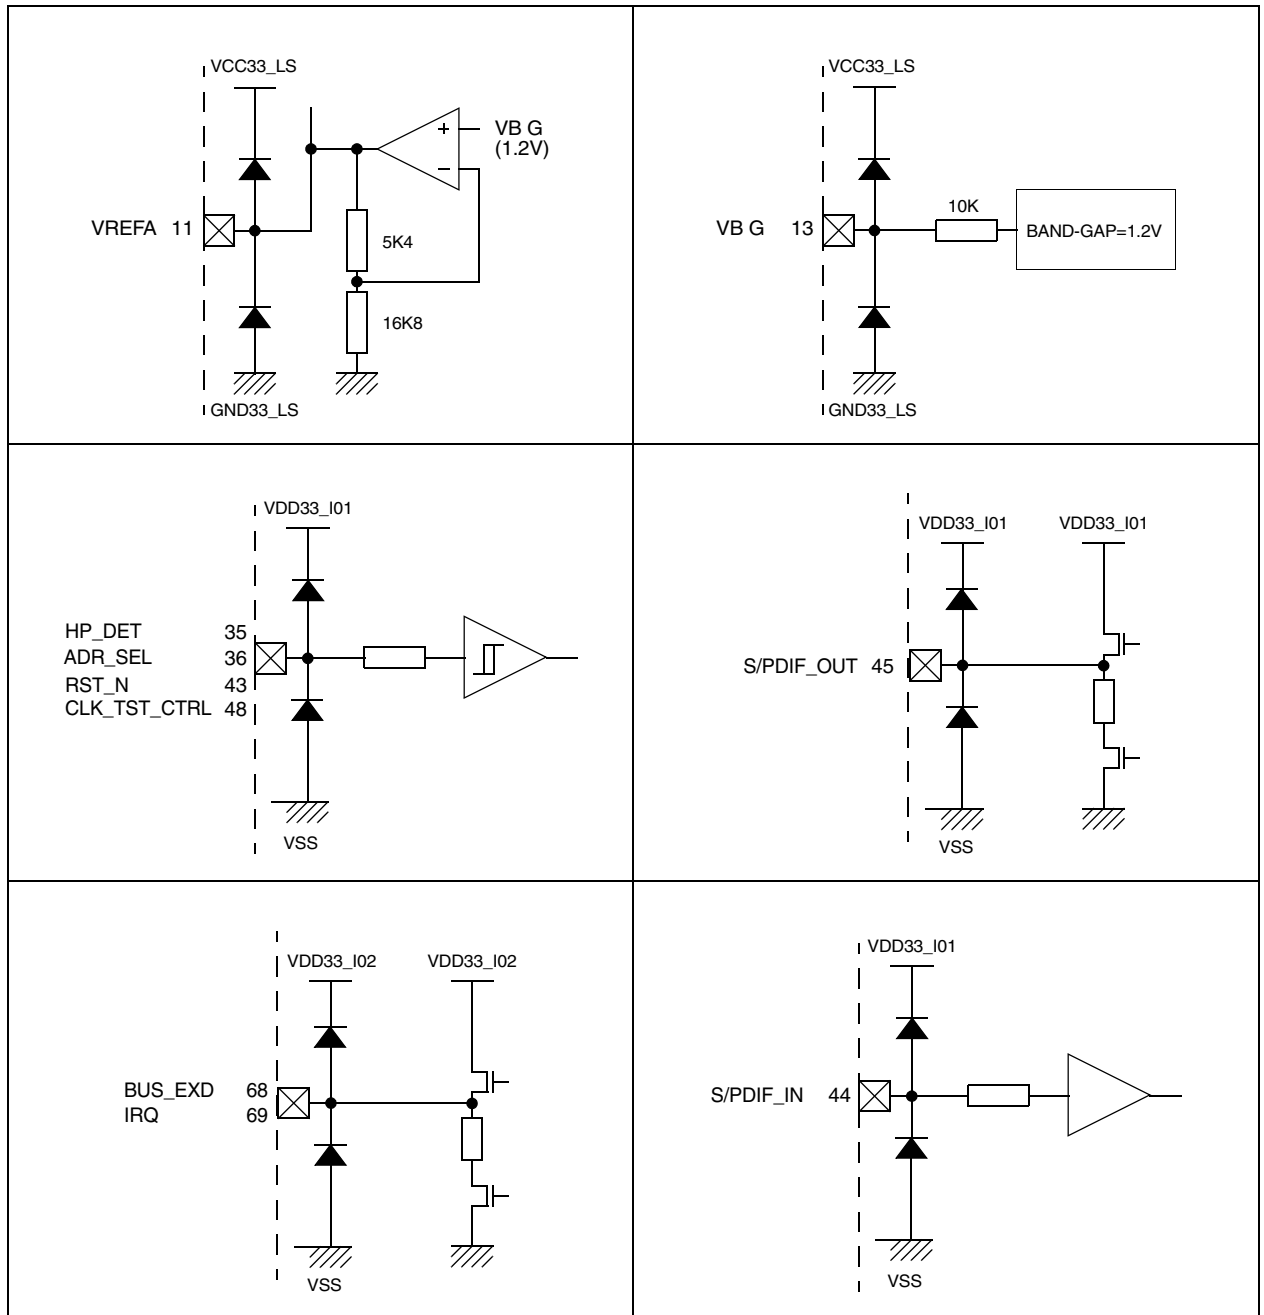 VCC33_LS
VB G
(1.2V)
VREFA 11
5K4
16K8
GND33_LS
VCC33_LS
10K
VB G 13
BAND-GAP=1.2V
GND33_LS
VDD33_I01
HP_DET 35
ADR_SEL 36
RST_N 43
CLK_TST_CTRL 48
VSS
VDD33_I01 VDD33_I01
S/PDIF_OUT 45
VSS
VDD33_I02 VDD33_I02
BUS_EXD 68
IRQ 69
VSS
VDD33_I01
S/PDIF_IN 44
VSS